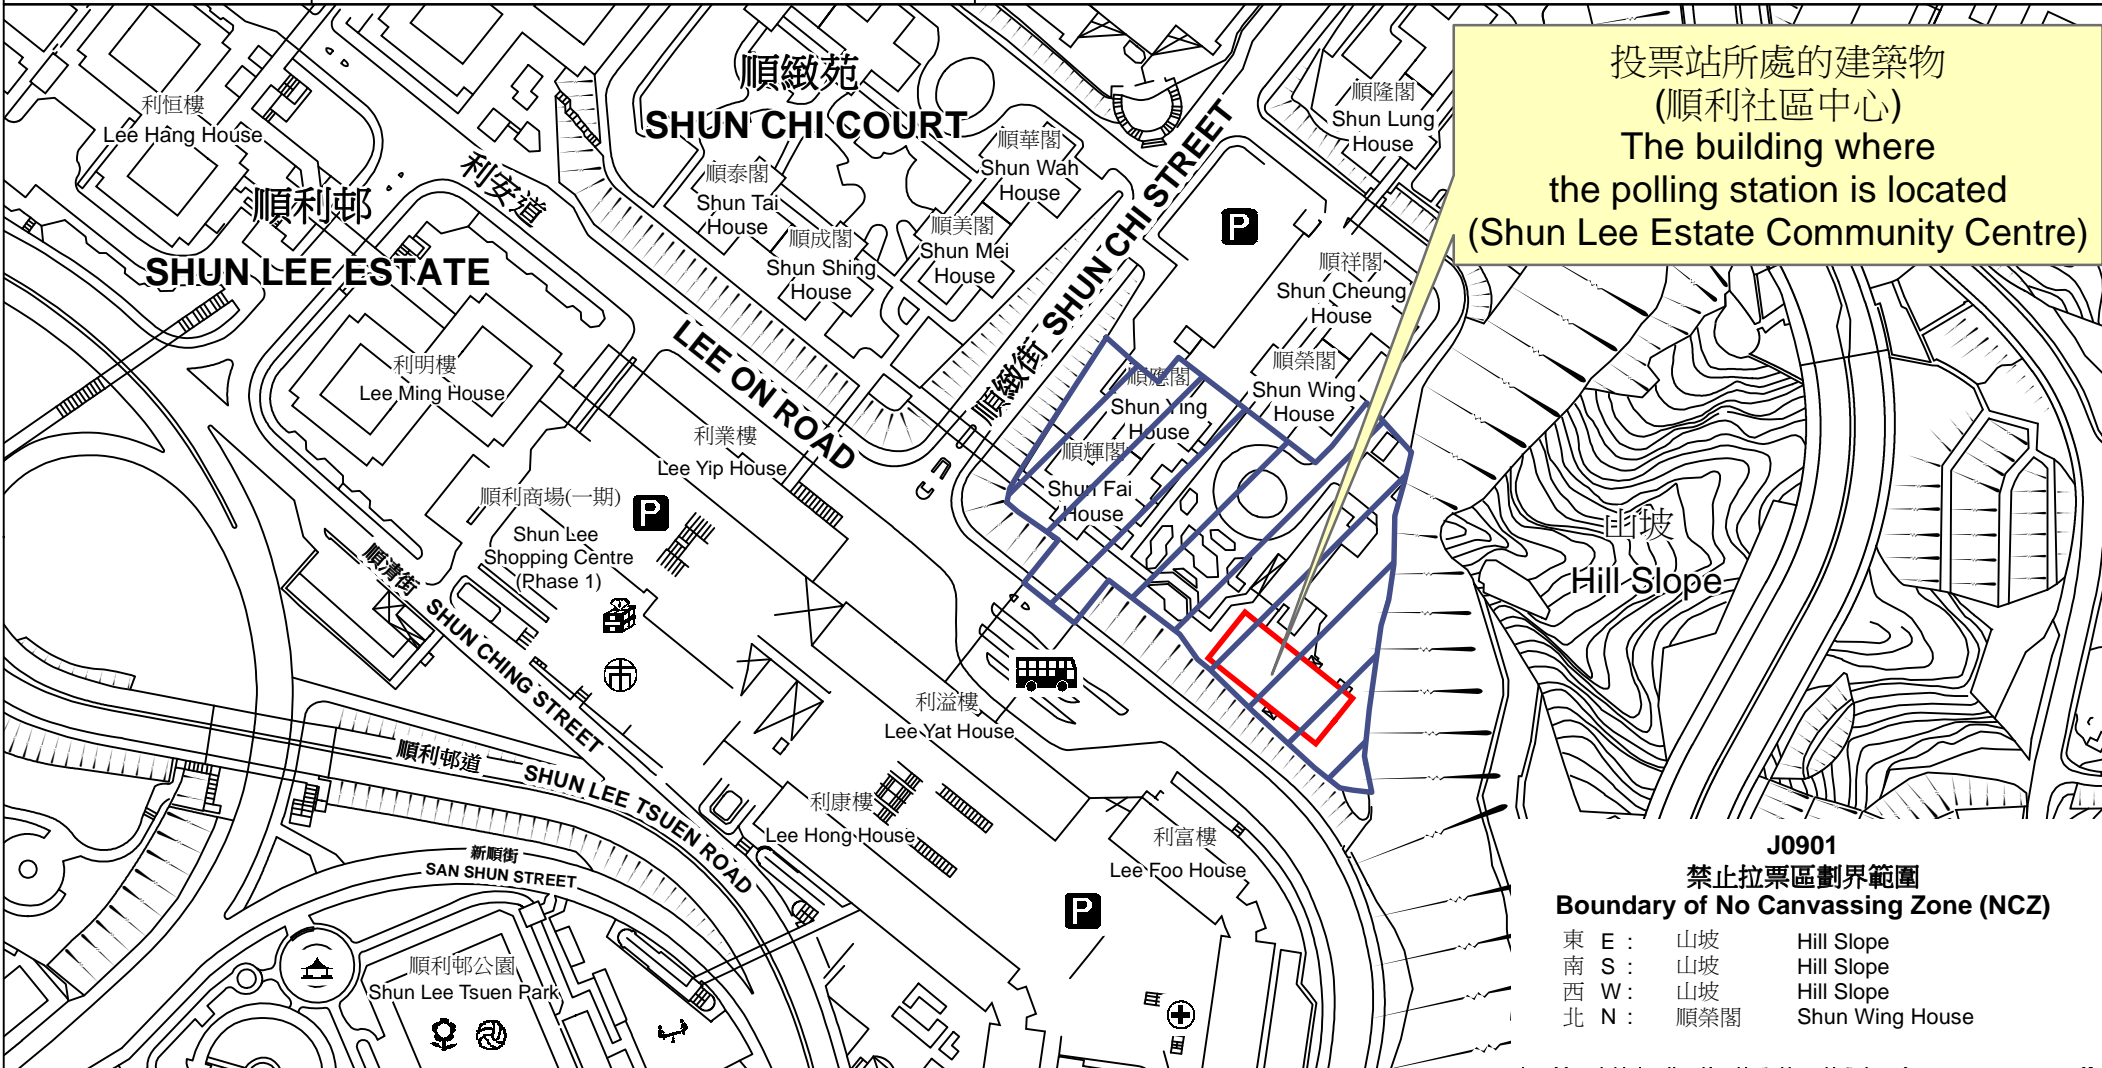 投票站所處的建築物
(順利社區中心)
The building where
the polling station is located
(Shun Lee Estate Community Centre)
順緻苑
SHUN CHI COURT
利恒樓
Lee Hang House
順利邨
SHUN LEE ESTATE
利安道
LEE ON ROAD
順泰閣
Shun Tai
House
順成閣
Shun Shing
House
順華閣
Shun Wah
House
順美閣
Shun Mei
House
順緻街 SHUN CHI STREET
順隆閣
Shun Lung
House
P
順祥閣
Shun Cheung
House
順榮閣
Shun Wing
House
順應閣
Shun Ying
House
順輝閣
Shun Fai
House
利明樓
Lee Ming House
利業樓
Lee Yip House
順利商場(一期)
Shun Lee
Shopping Centre
(Phase 1)
P
順清街 SHUN CHING STREET
山坡
Hill Slope
利溢樓
Lee Yat House
順利邨道 SHUN LEE TSUEN ROAD
利康樓
Lee Hong House
新順街
SAN SHUN STREET
利富樓
Lee Foo House
P
順利邨公園
Shun Lee Tsuen Park
J0901
禁止拉票區劃界範圍
Boundary of No Canvassing Zone (NCZ)
東 E : 山坡 Hill Slope
南 S : 山坡 Hill Slope
西 W : 山坡 Hill Slope
北 N : 順榮閣 Shun Wing House